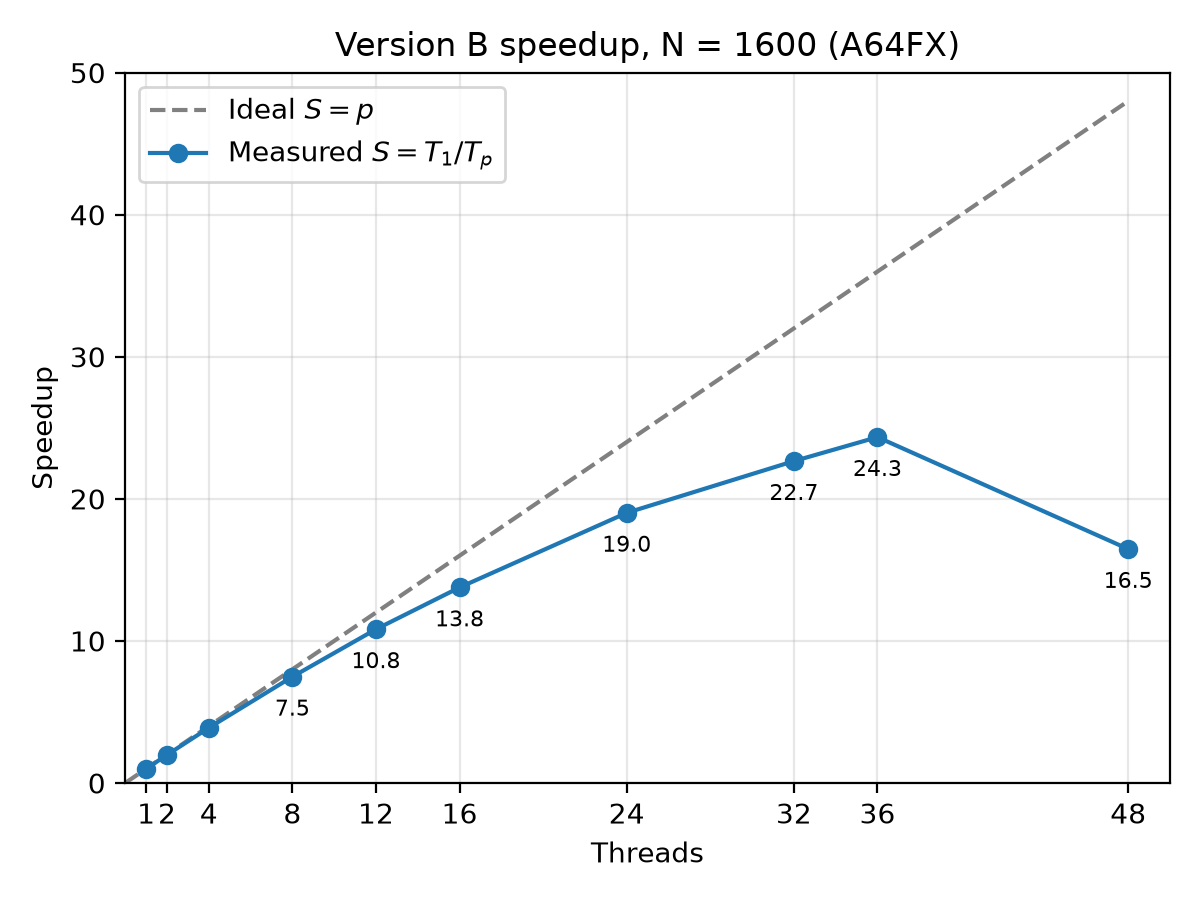 Version B speedup, N = 1600 (A64FX)
50
40
30
20
10
0
Speedup
Ideal S = p
Measured S = T₁/Tₚ
7.5
10.8
13.8
19.0
22.7
24.3
16.5
1 2 4 8 12 16 24 32 36 48
Threads